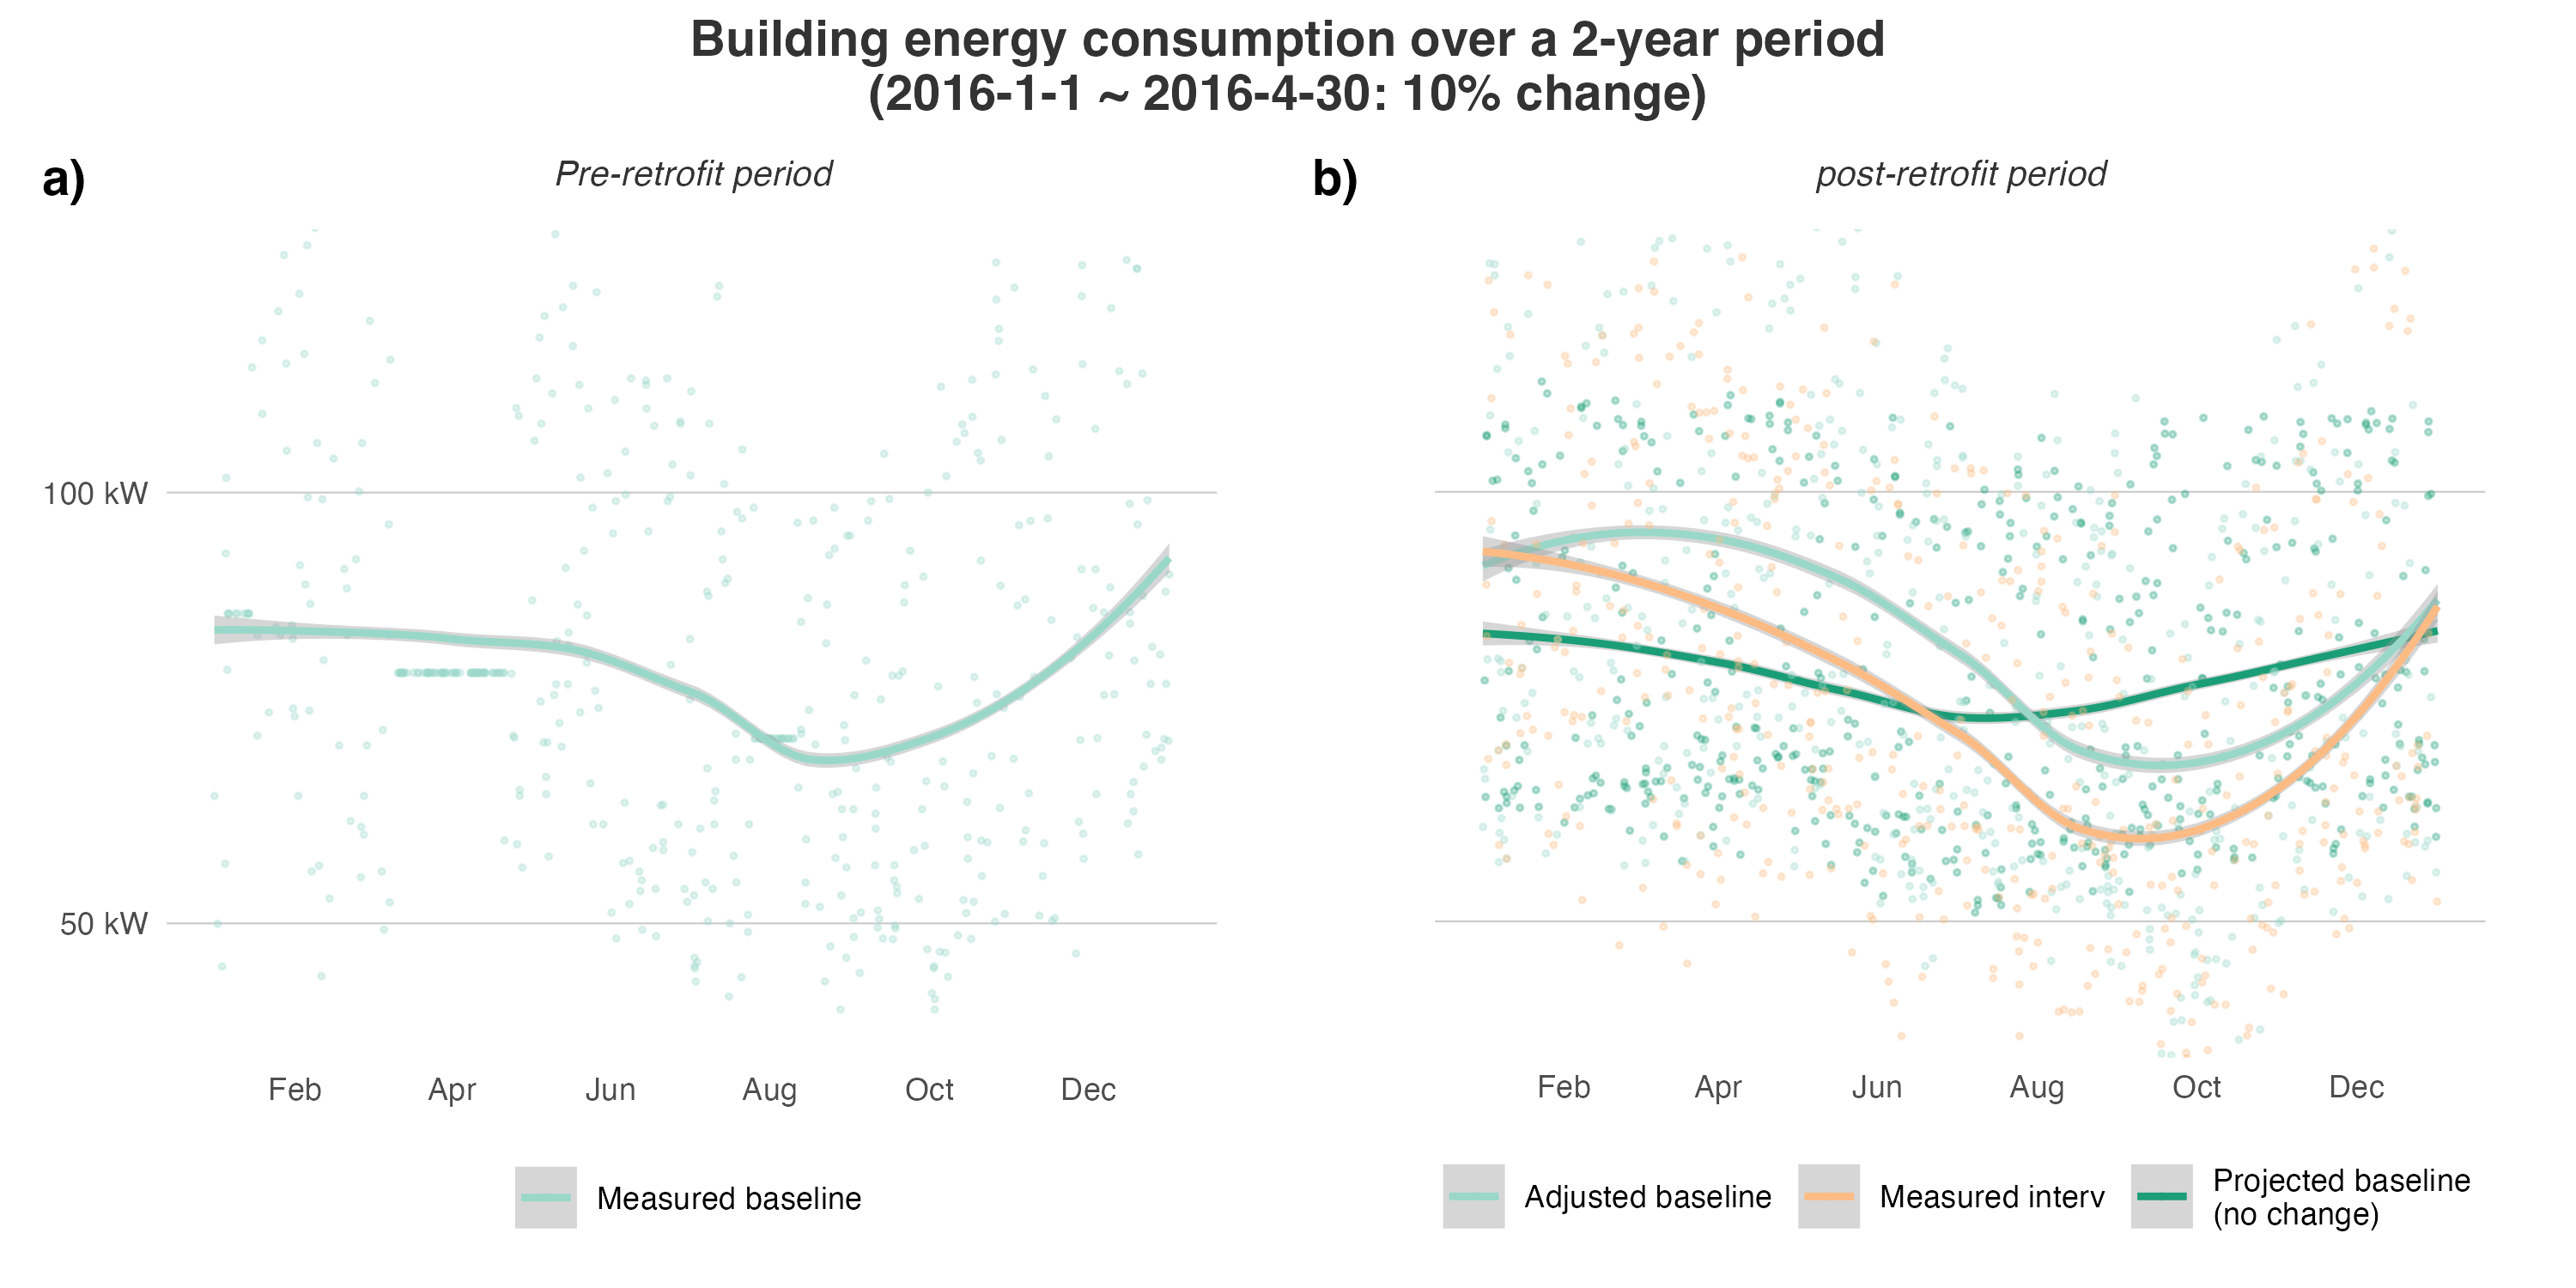 Building energy consumption over a 2-year period
(2016-1-1 ~ 2016-4-30: 10% change)
a)
Pre-retrofit period
100 kW
50 kW
Feb Apr Jun Aug Oct Dec
Measured baseline
b)
post-retrofit period
Feb Apr Jun Aug Oct Dec
Adjusted baseline
Measured interv
Projected baseline
(no change)